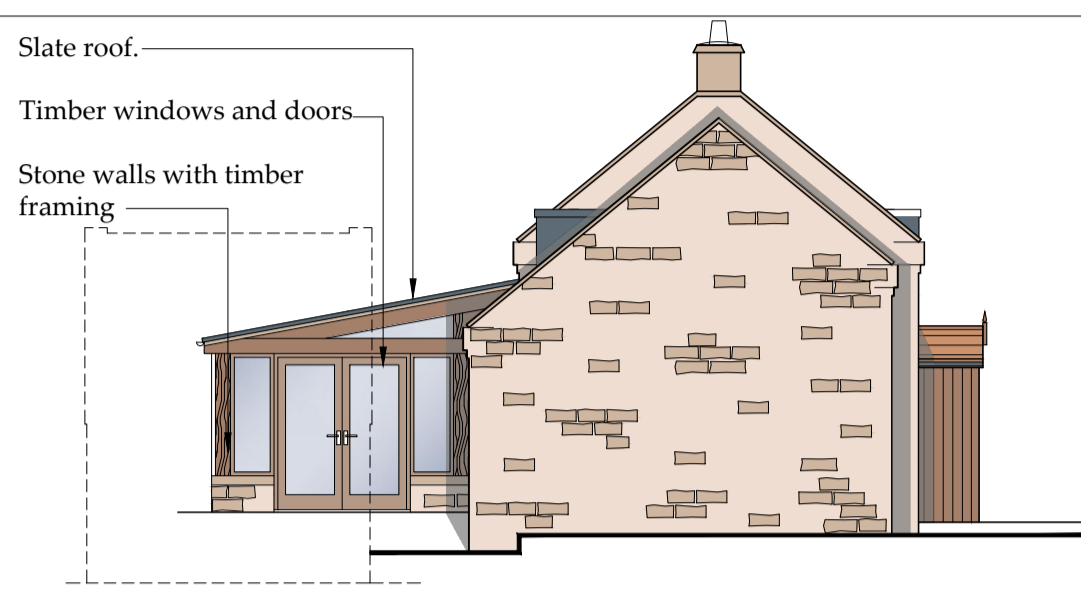 Slate roof.
Timber windows and doors
Stone walls with timber
framing